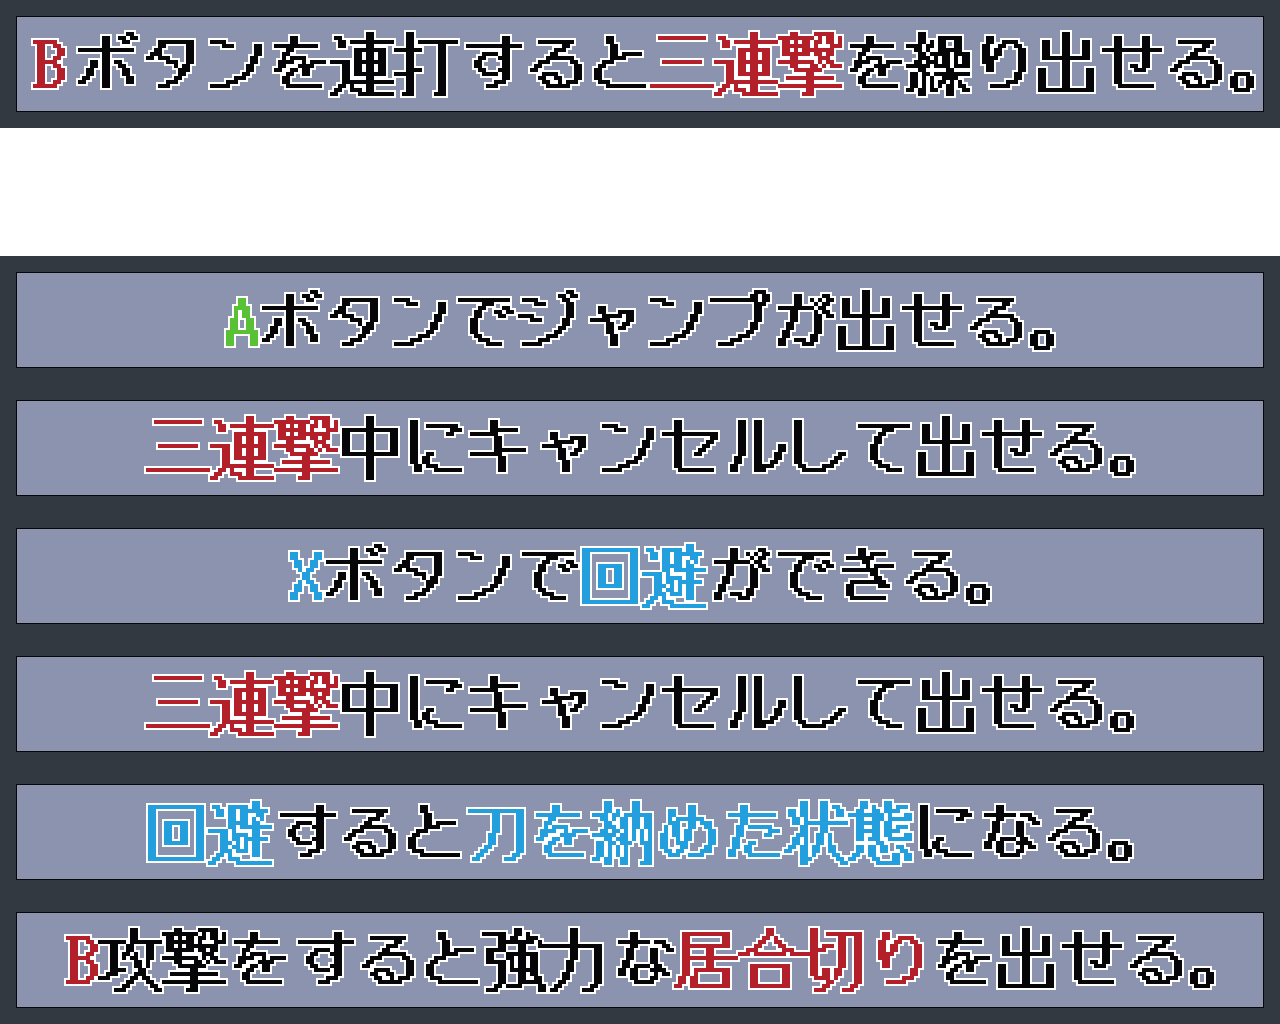 Bボタンを連打すると三連撃を繰り出せる。
Aボタンでジャンプが出せる。
三連撃中にキャンセルして出せる。
Xボタンで回避ができる。
三連撃中にキャンセルして出せる。
回避すると刀を納めた状態になる。
B攻撃をすると強力な居合切りを出せる。